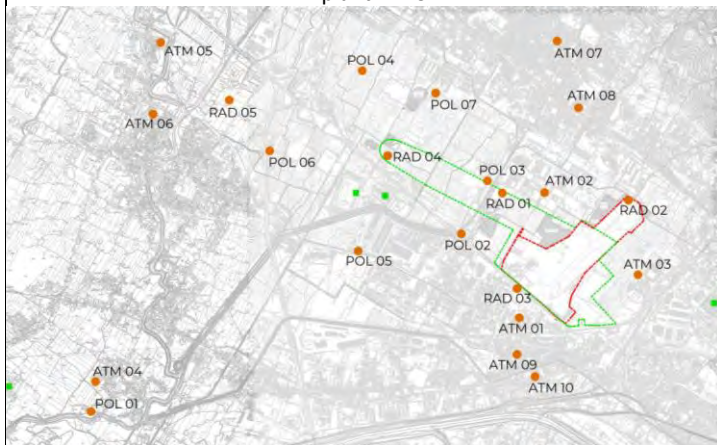 ATM 05
ATM 07
POL 04
POL 07
ATM 08
RAD 05
ATM 06
POL 06
RAD 04
POL 03
ATM 02
RAD 01
RAD 02
POL 02
POL 05
ATM 03
RAD 03
ATM 01
ATM 09
ATM 04
ATM 10
POL 01